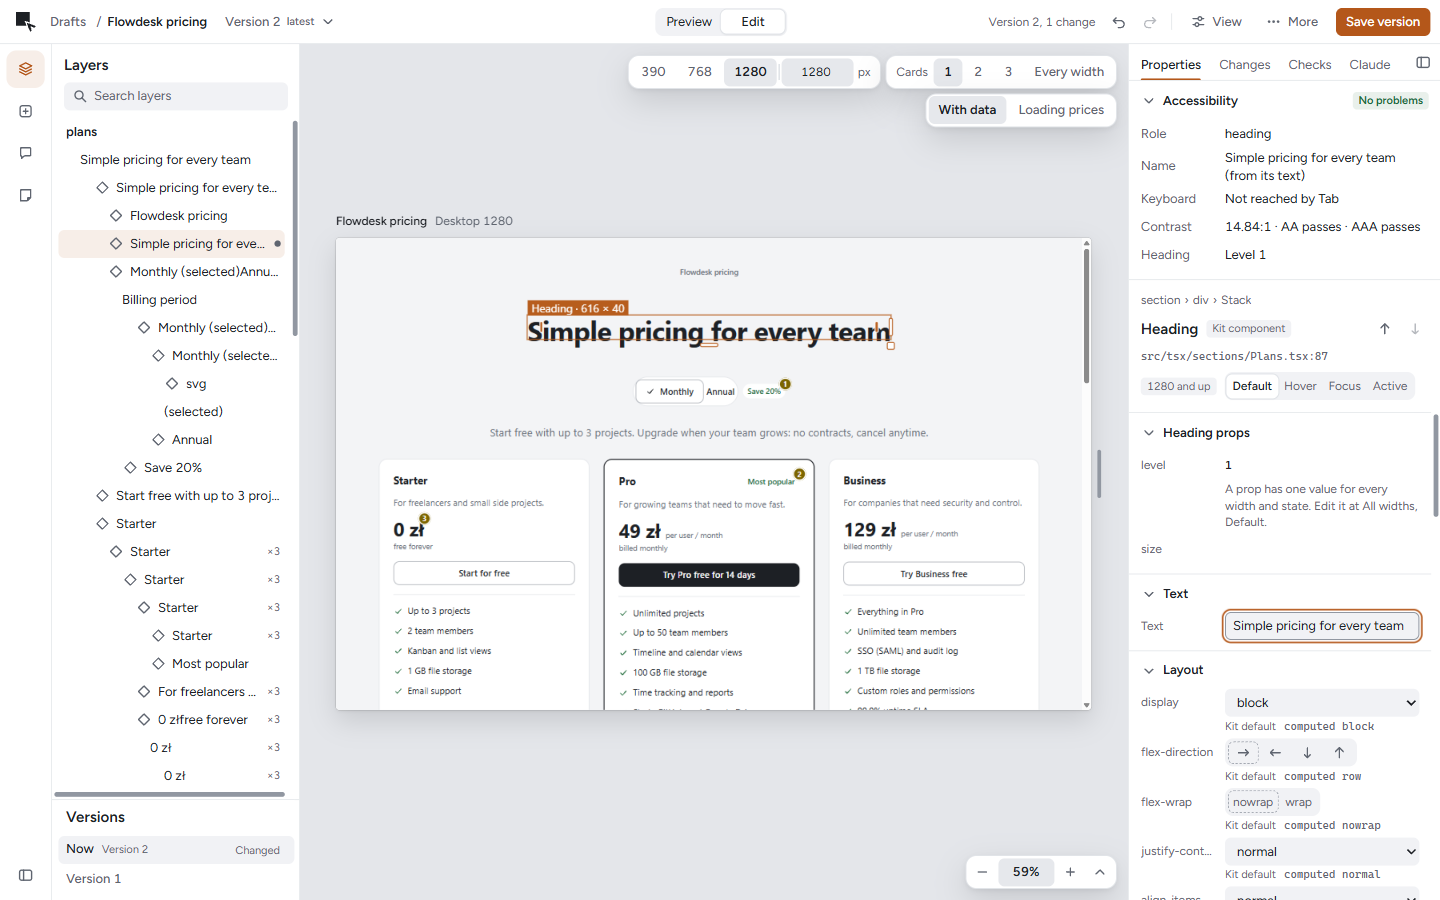 Drafts / Flowdesk pricing Version 2 latest
Preview Edit
Version 2, 1 change View More Save version
Layers
Search layers
plans
Simple pricing for every team
Simple pricing for every te...
Flowdesk pricing
Simple pricing for eve...
Monthly (selected)Annu...
Billing period
Monthly (selected)...
Monthly (selecte...
svg
(selected)
Annual
Save 20%
Start free with up to 3 proj...
Starter
Starter ×3
Starter ×3
Starter ×3
Starter ×3
Most popular
For freelancers ... ×3
0 złfree forever ×3
0 zł ×3
0 zł ×3
Versions
Now Version 2 Changed
Version 1
390 768 1280 1280 px
Cards 1 2 3 Every width
With data Loading prices
Flowdesk pricing Desktop 1280
Flowdesk pricing
Heading · 616 × 40
Simple pricing for every team
Monthly Annual Save 20% 1
Start free with up to 3 projects. Upgrade when your team grows: no contracts, cancel anytime.
Starter
For freelancers and small side projects.
3
0 zł
free forever
Start for free
Up to 3 projects
2 team members
Kanban and list views
1 GB file storage
Email support
Pro Most popular 2
For growing teams that need to move fast.
49 zł per user / month
billed monthly
Try Pro free for 14 days
Unlimited projects
Up to 50 team members
Timeline and calendar views
100 GB file storage
Time tracking and reports
Business
For companies that need security and control.
129 zł per user / month
billed monthly
Try Business free
Everything in Pro
Unlimited team members
SSO (SAML) and audit log
1 TB file storage
Custom roles and permissions
59%
Properties Changes Checks Claude
Accessibility No problems
Role heading
Name Simple pricing for every team
(from its text)
Keyboard Not reached by Tab
Contrast 14.84:1 · AA passes · AAA passes
Heading Level 1
section › div › Stack
Heading Kit component
src/tsx/sections/Plans.tsx:87
1280 and up Default Hover Focus Active
Heading props
level 1
A prop has one value for every
width and state. Edit it at All widths,
Default.
size
Text
Text Simple pricing for every team
Layout
display block
Kit default computed block
flex-direction
Kit default computed row
flex-wrap nowrap wrap
Kit default computed nowrap
justify-cont... normal
Kit default computed normal
align-items normal